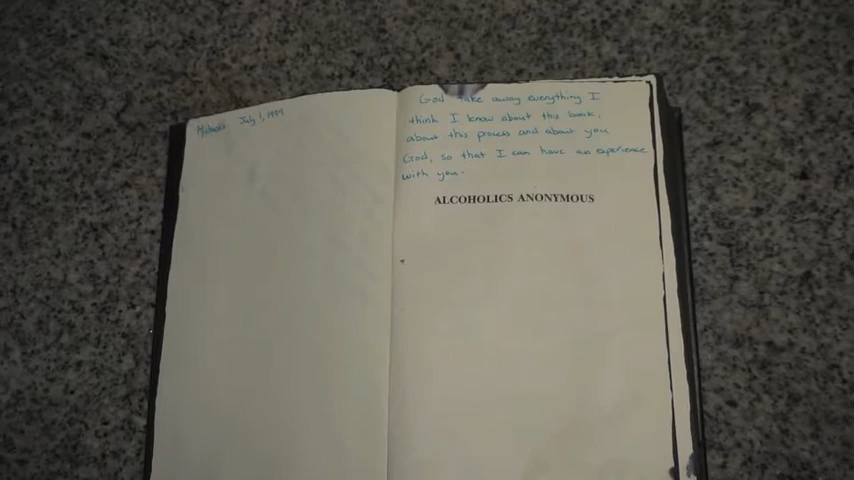 July 1, 1999
God take away everything I
think I know about this book,
about this process and about you
God, so that I can have an experience
with you.
ALCOHOLICS ANONYMOUS